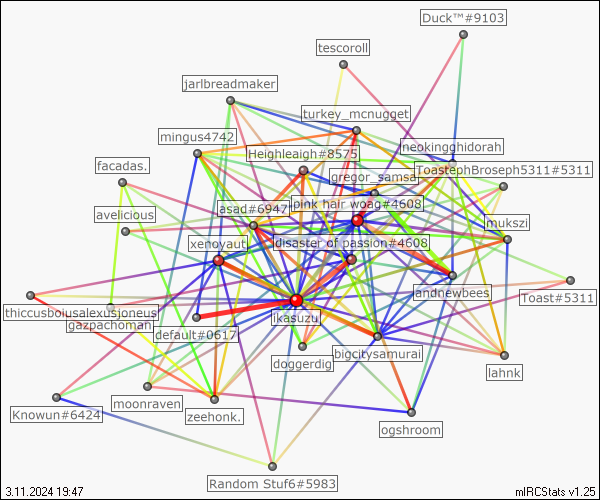 Duck™#9103
tescoroll
jarlbreadmaker
turkey_mcnugget
mingus4742
neokingghidorah
Heighleagh#8575
facadas.
ToastephBroseph5311#5311
gregor_samsa
pink hair woag#4608
asad#6947
avelicious
mukszi
xenoyaut
disaster of passion#4608
andnewbees
Toast#5311
thiccusboiusalexusjoneus
ikasuzu
gazpachoman
default#0617
bigcitysamurai
doggerdig
lahnk
moonraven
Knowun#6424
zeehonk.
ogshroom
Random Stuf6#5983
3.11.2024 19:47
mIRCStats v1.25